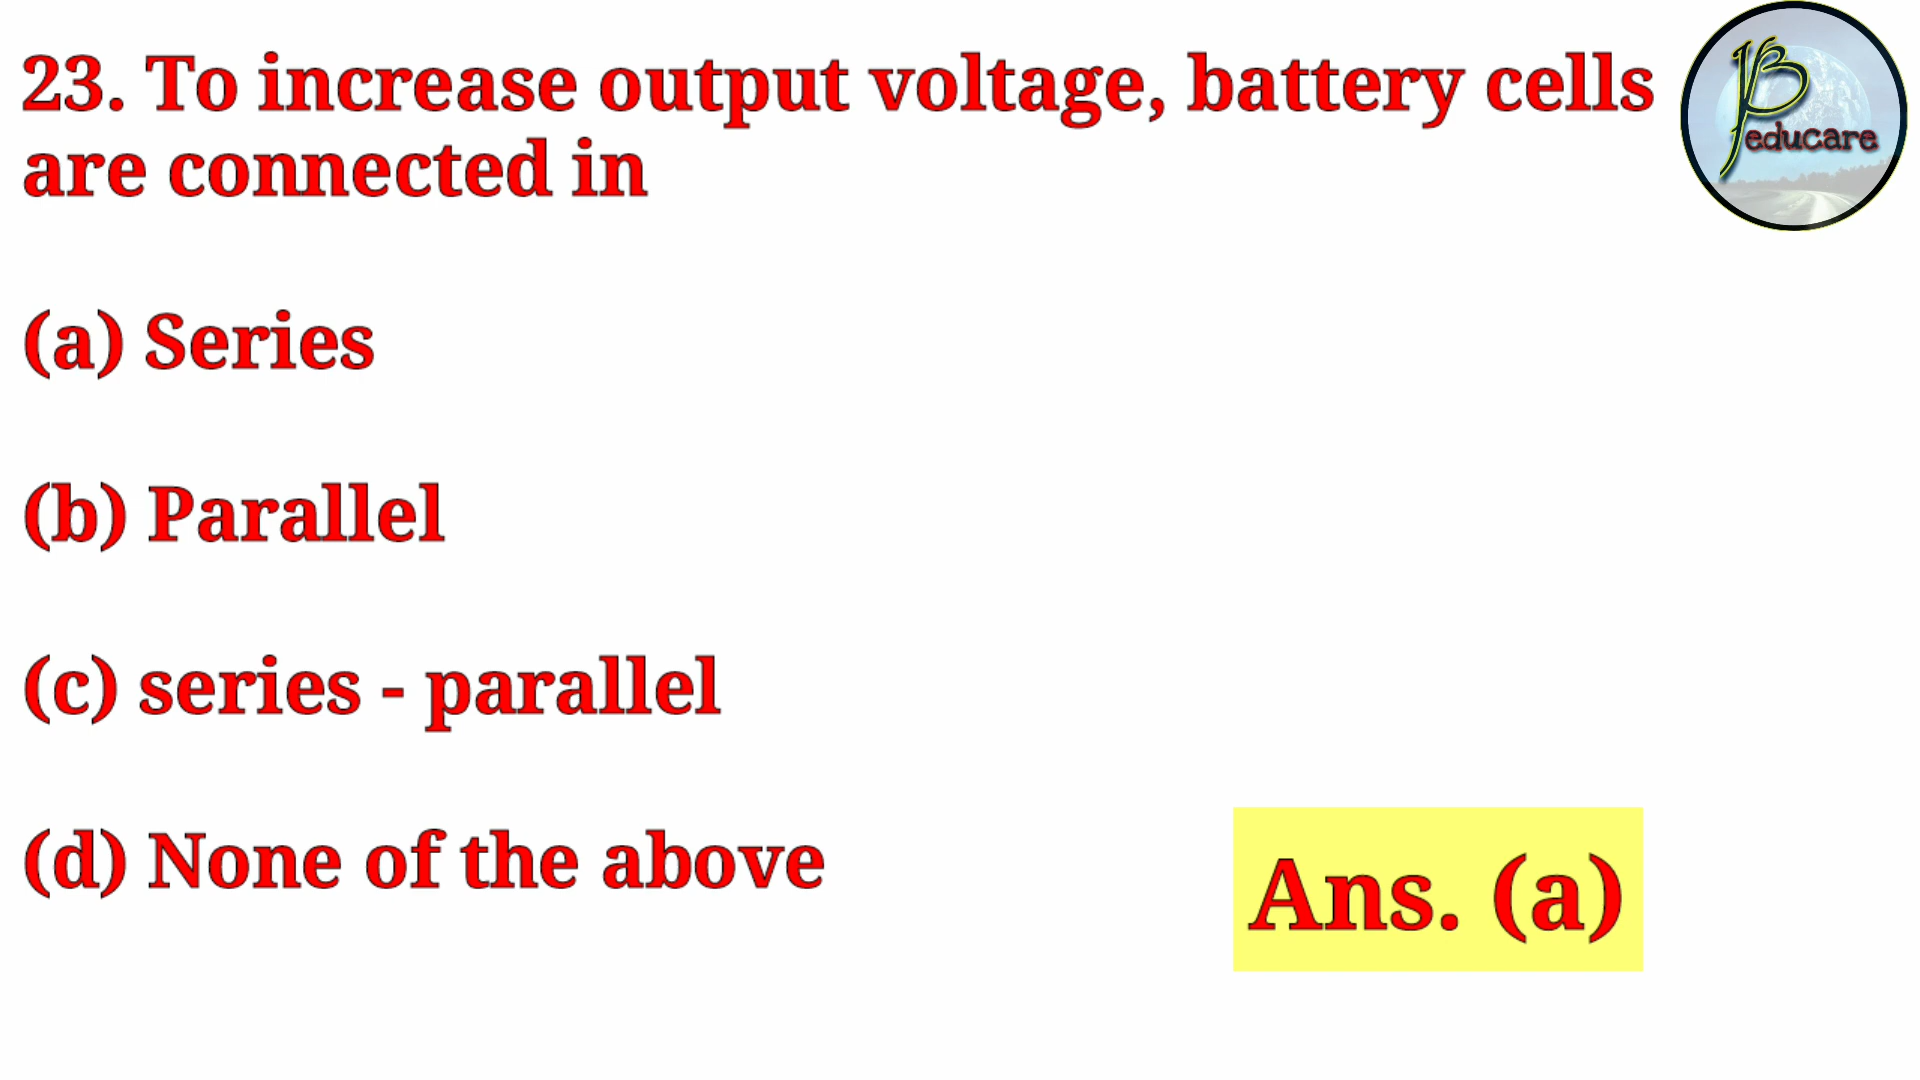 23. To increase output voltage, battery cells
are connected in
(a) Series
(b) Parallel
(c) series - parallel
(d) None of the above
Ans. (a)
educare